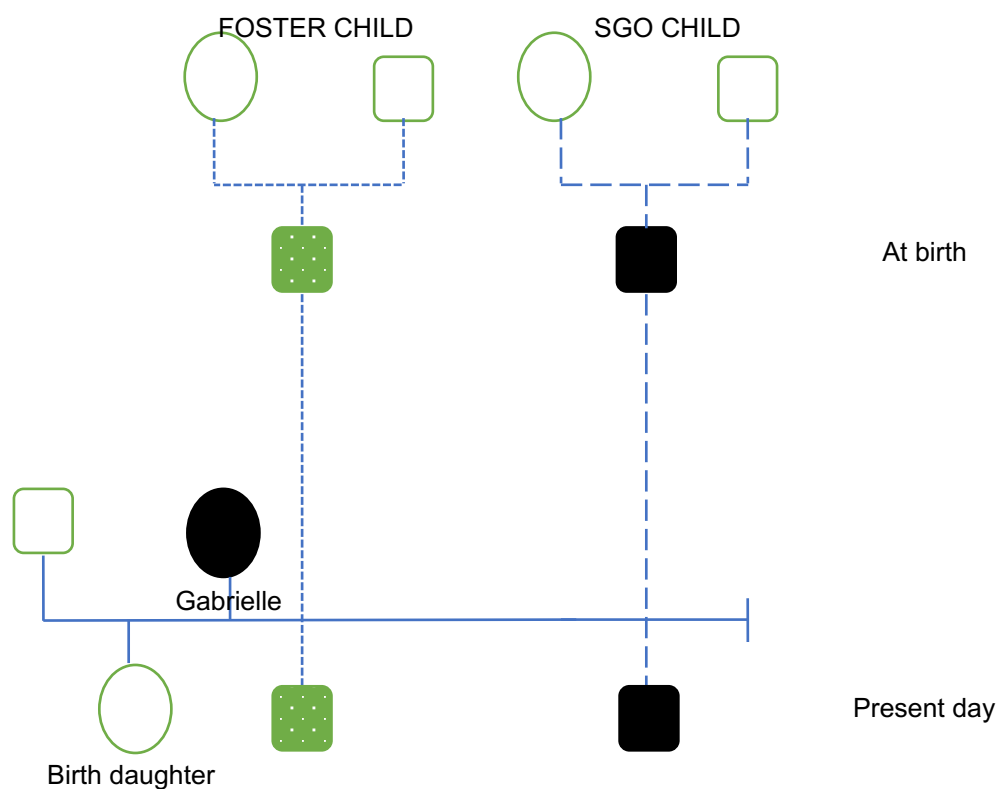 FOSTER CHILD
SGO CHILD
At birth
Gabrielle
Present day
Birth daughter